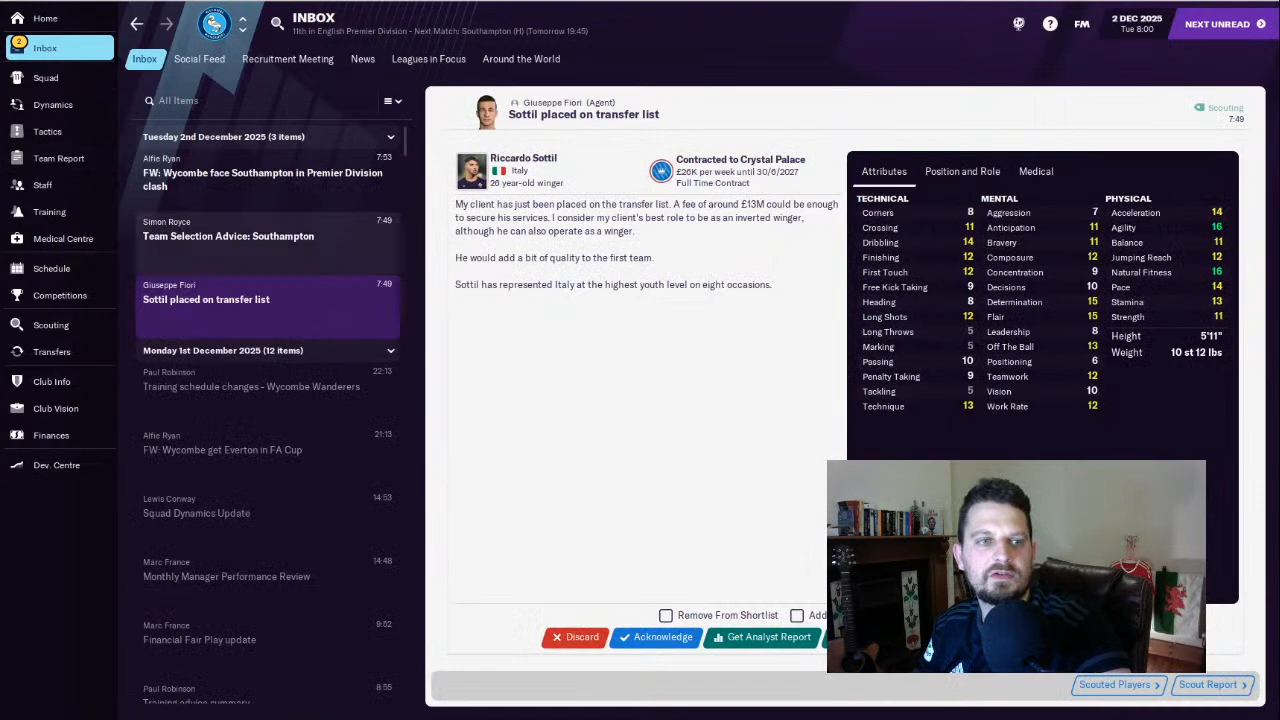 Home
2
Inbox
Squad
Dynamics
Tactics
Team Report
Staff
Training
Medical Centre
Schedule
Competitions
Scouting
Transfers
Club Info
Club Vision
Finances
Dev. Centre
INBOX
11th in English Premier Division - Next Match: Southampton (H) (Tomorrow 19:45)
FM
2 DEC 2025
Tue 8:00
NEXT UNREAD
Inbox
Social Feed
Recruitment Meeting
News
Leagues in Focus
Around the World
All Items
Tuesday 2nd December 2025 (3 items)
Alfie Ryan 7:53
FW: Wycombe face Southampton in Premier Division
clash
Simon Royce 7:49
Team Selection Advice: Southampton
Giuseppe Fiori 7:49
Sottil placed on transfer list
Monday 1st December 2025 (12 items)
Paul Robinson 22:13
Training schedule changes - Wycombe Wanderers
Alfie Ryan 21:13
FW: Wycombe get Everton in FA Cup
Lewis Conway 14:53
Squad Dynamics Update
Marc France 14:48
Monthly Manager Performance Review
Marc France 9:52
Financial Fair Play update
Paul Robinson 8:55
Training advice summary
Giuseppe Fiori (Agent)
Sottil placed on transfer list
Scouting
7:49
Riccardo Sottil
Italy
26 year-old winger
Contracted to Crystal Palace
£26K per week until 30/6/2027
Full Time Contract
My client has just been placed on the transfer list. A fee of around £13M could be enough
to secure his services. I consider my client's best role to be as an inverted winger,
although he can also operate as a winger.
He would add a bit of quality to the first team.
Sottil has represented Italy at the highest youth level on eight occasions.
Attributes
Position and Role
Medical
TECHNICAL
Corners 8
Crossing 11
Dribbling 14
Finishing 12
First Touch 12
Free Kick Taking 9
Heading 8
Long Shots 12
Long Throws 5
Marking 5
Passing 10
Penalty Taking 9
Tackling 5
Technique 13
MENTAL
Aggression 7
Anticipation 11
Bravery 11
Composure 12
Concentration 9
Decisions 10
Determination 15
Flair 15
Leadership 8
Off The Ball 13
Positioning 6
Teamwork 12
Vision 10
Work Rate 12
PHYSICAL
Acceleration 14
Agility 16
Balance 11
Jumping Reach 12
Natural Fitness 16
Pace 14
Stamina 13
Strength 11
Height 5'11"
Weight 10 st 12 lbs
Remove From Shortlist
Add
Discard
Acknowledge
Get Analyst Report
Scouted Players
Scout Report